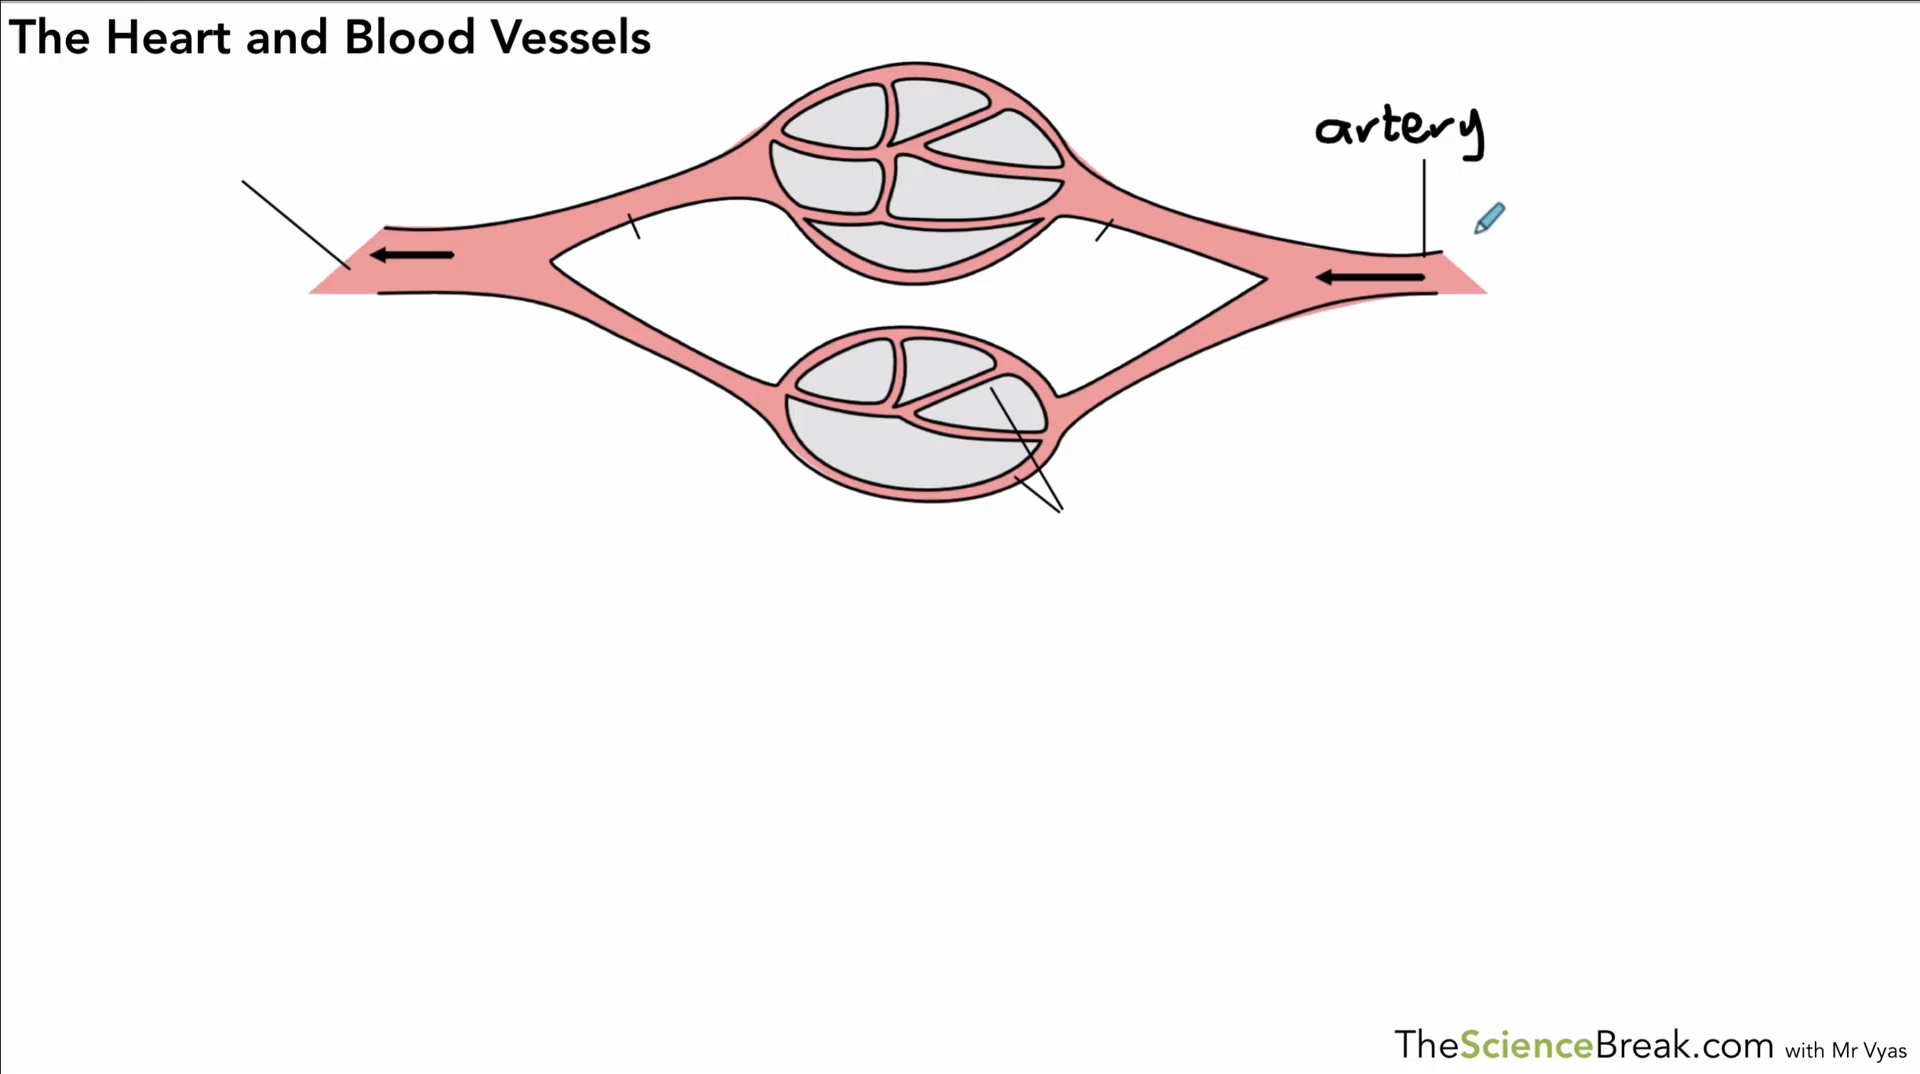 The Heart and Blood Vessels
artery
TheScienceBreak.com with Mr Vyas